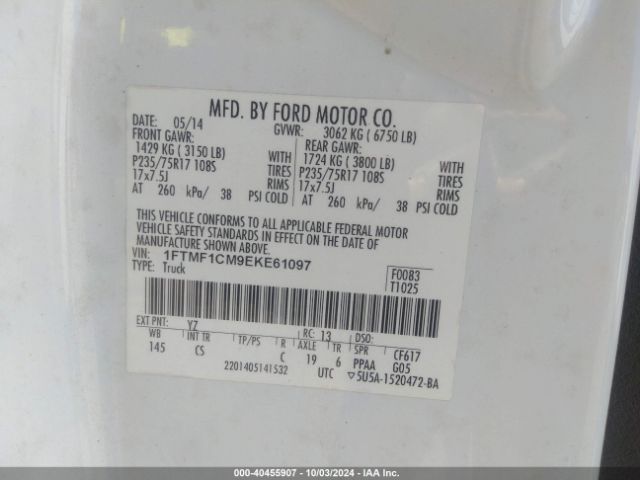 MFD. BY FORD MOTOR CO.
DATE: 05/14 GVWR: 3062 KG ( 6750 LB)
FRONT GAWR: REAR GAWR:
1429 KG ( 3150 LB) WITH 1724 KG ( 3800 LB) WITH
P235/75R17 108S TIRES P235/75R17 108S TIRES
17x7.5J RIMS 17x7.5J RIMS
AT 260 kPa/ 38 PSI COLD AT 260 kPa/ 38 PSI COLD
THIS VEHICLE CONFORMS TO ALL APPLICABLE FEDERAL MOTOR
VEHICLE SAFETY STANDARDS IN EFFECT ON THE DATE OF
MANUFACTURE SHOWN ABOVE.
VIN: 1FTMF1CM9EKE61097 F0083
TYPE: Truck T1025
EXT PNT: YZ RC: 13 DSO:
WB INT TR TP/PS R AXLE TR SPR CF617
145 CS C 19 6 PPAA G05
2201405141532 UTC ▽5U5A-1520472-BA
000-40455907 - 10/03/2024 - IAA Inc.